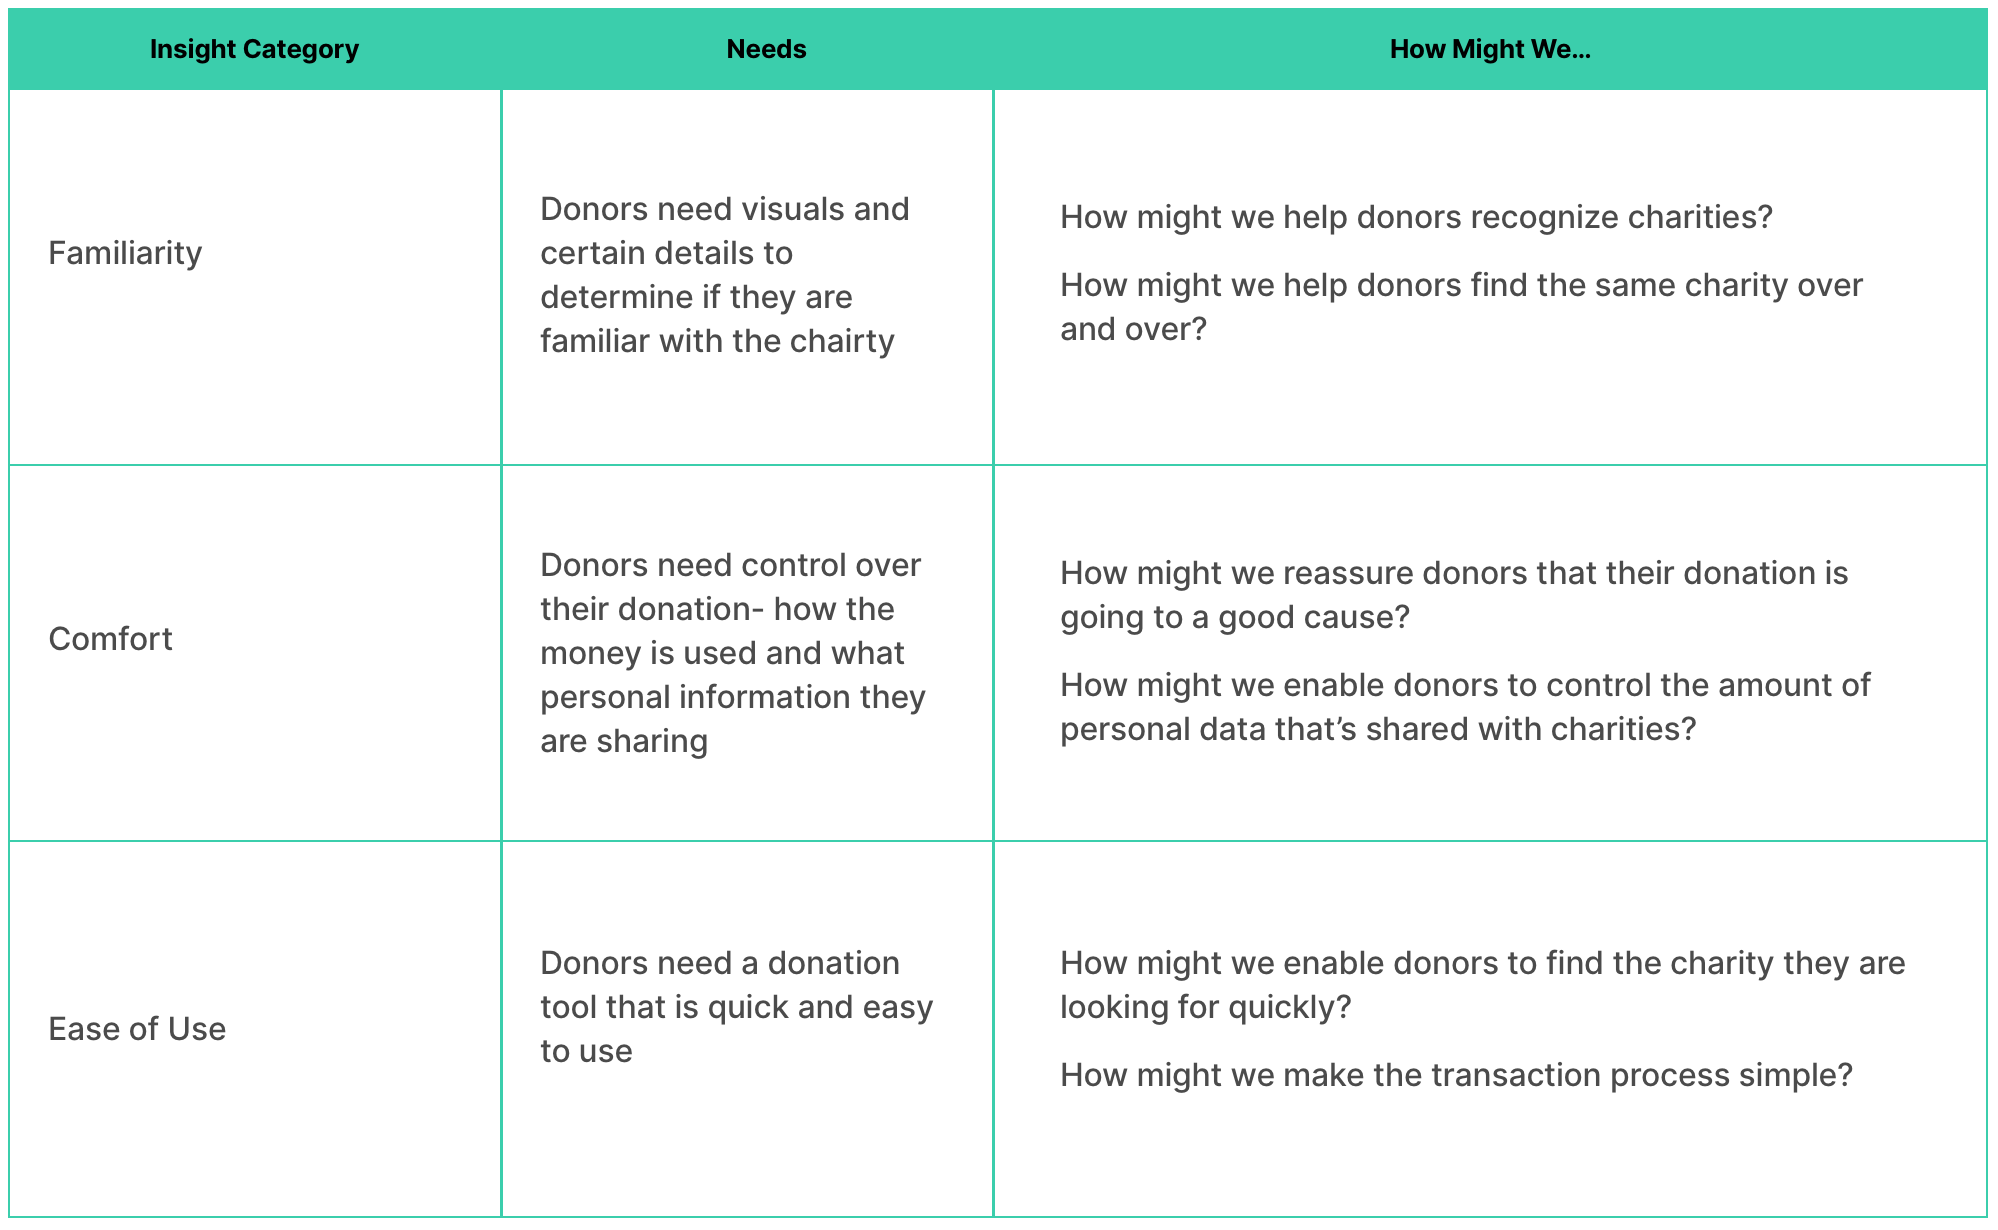 Insight Category
Needs
How Might We...
Familiarity
Donors need visuals and
certain details to
determine if they are
familiar with the chairty
How might we help donors recognize charities?
How might we help donors find the same charity over
and over?
Comfort
Donors need control over
their donation- how the
money is used and what
personal information they
are sharing
How might we reassure donors that their donation is
going to a good cause?
How might we enable donors to control the amount of
personal data that’s shared with charities?
Ease of Use
Donors need a donation
tool that is quick and easy
to use
How might we enable donors to find the charity they are
looking for quickly?
How might we make the transaction process simple?